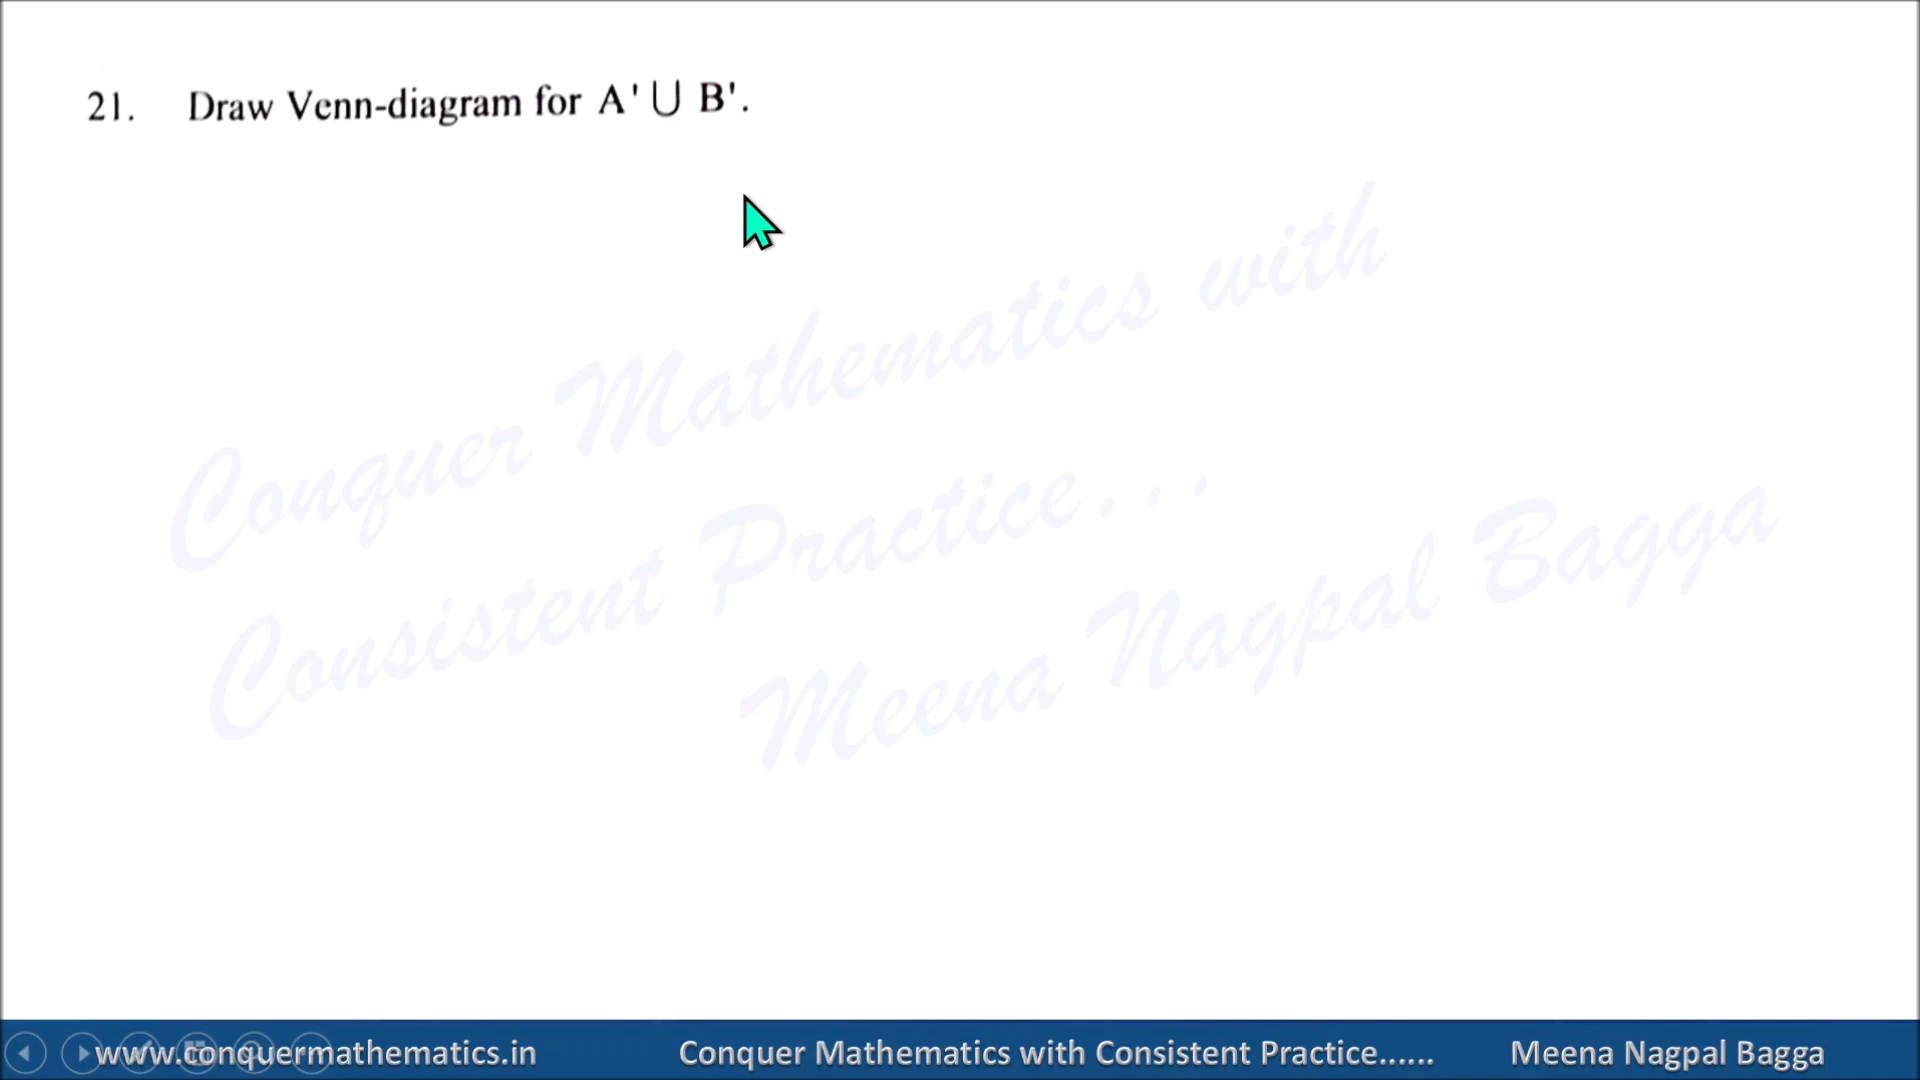 21. Draw Venn-diagram for A' ∪ B'.
Conquer Mathematics with
Consistent Practice...
Meena Nagpal Bagga
www.conquermathematics.in Conquer Mathematics with Consistent Practice...... Meena Nagpal Bagga